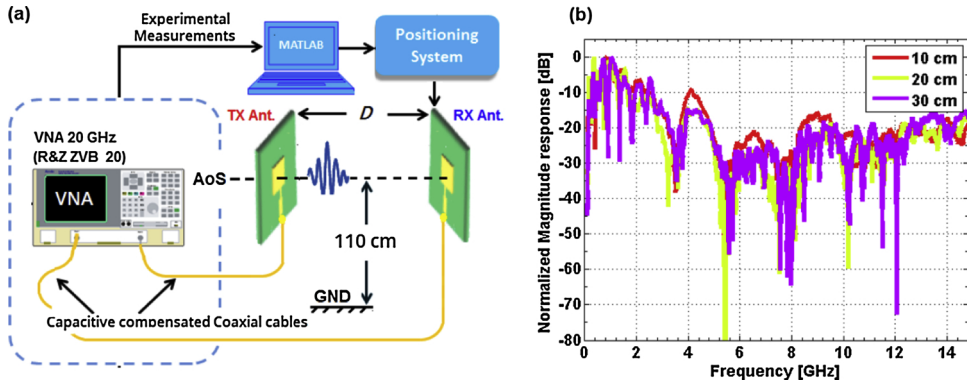 (a)
Experimental
Measurements
MATLAB
Positioning
System
TX Ant.
D
RX Ant.
VNA 20 GHz
(R&Z ZVB 20)
VNA
AoS
110 cm
GND
Capacitive compensated Coaxial cables
(b)
Normalized Magnitude response [dB]
0
-10
-20
-30
-40
-50
-60
-70
-80
10 cm
20 cm
30 cm
0 2 4 6 8 10 12 14
Frequency [GHz]